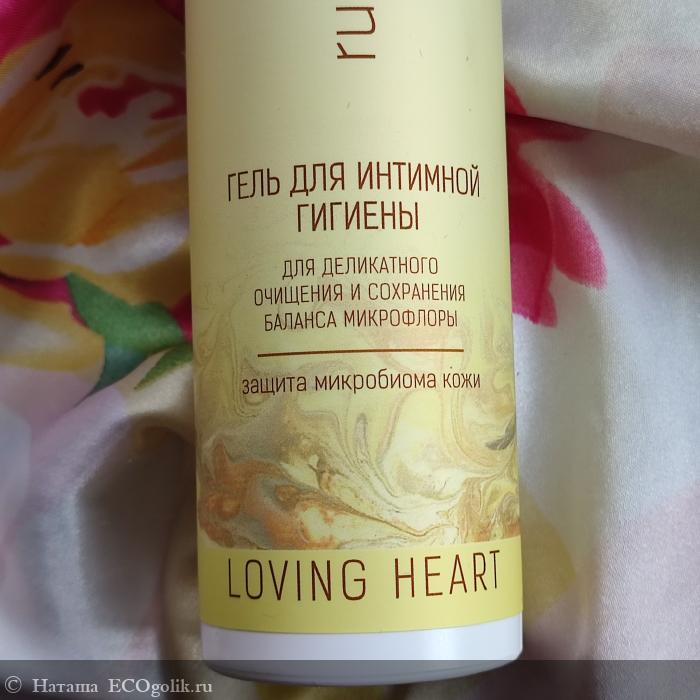 ru
ГЕЛЬ ДЛЯ ИНТИМНОЙ
ГИГИЕНЫ
ДЛЯ ДЕЛИКАТНОГО
ОЧИЩЕНИЯ И СОХРАНЕНИЯ
БАЛАНСА МИКРОФЛОРЫ
защита микробиома кожи
LOVING HEART
© Наташа ECOgolik.ru